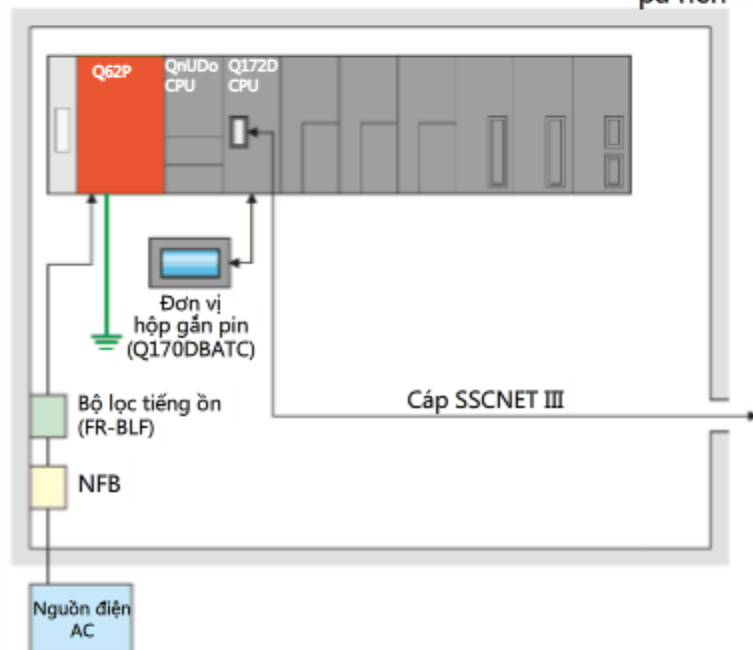 Q62P
QnUDo
CPU
Q172D
CPU
Đơn vị
hộp gắn pin
(Q170DBATC)
Bộ lọc tiếng ồn
(FR-BLF)
Cáp SSCNET III
NFB
Nguồn điện
AC